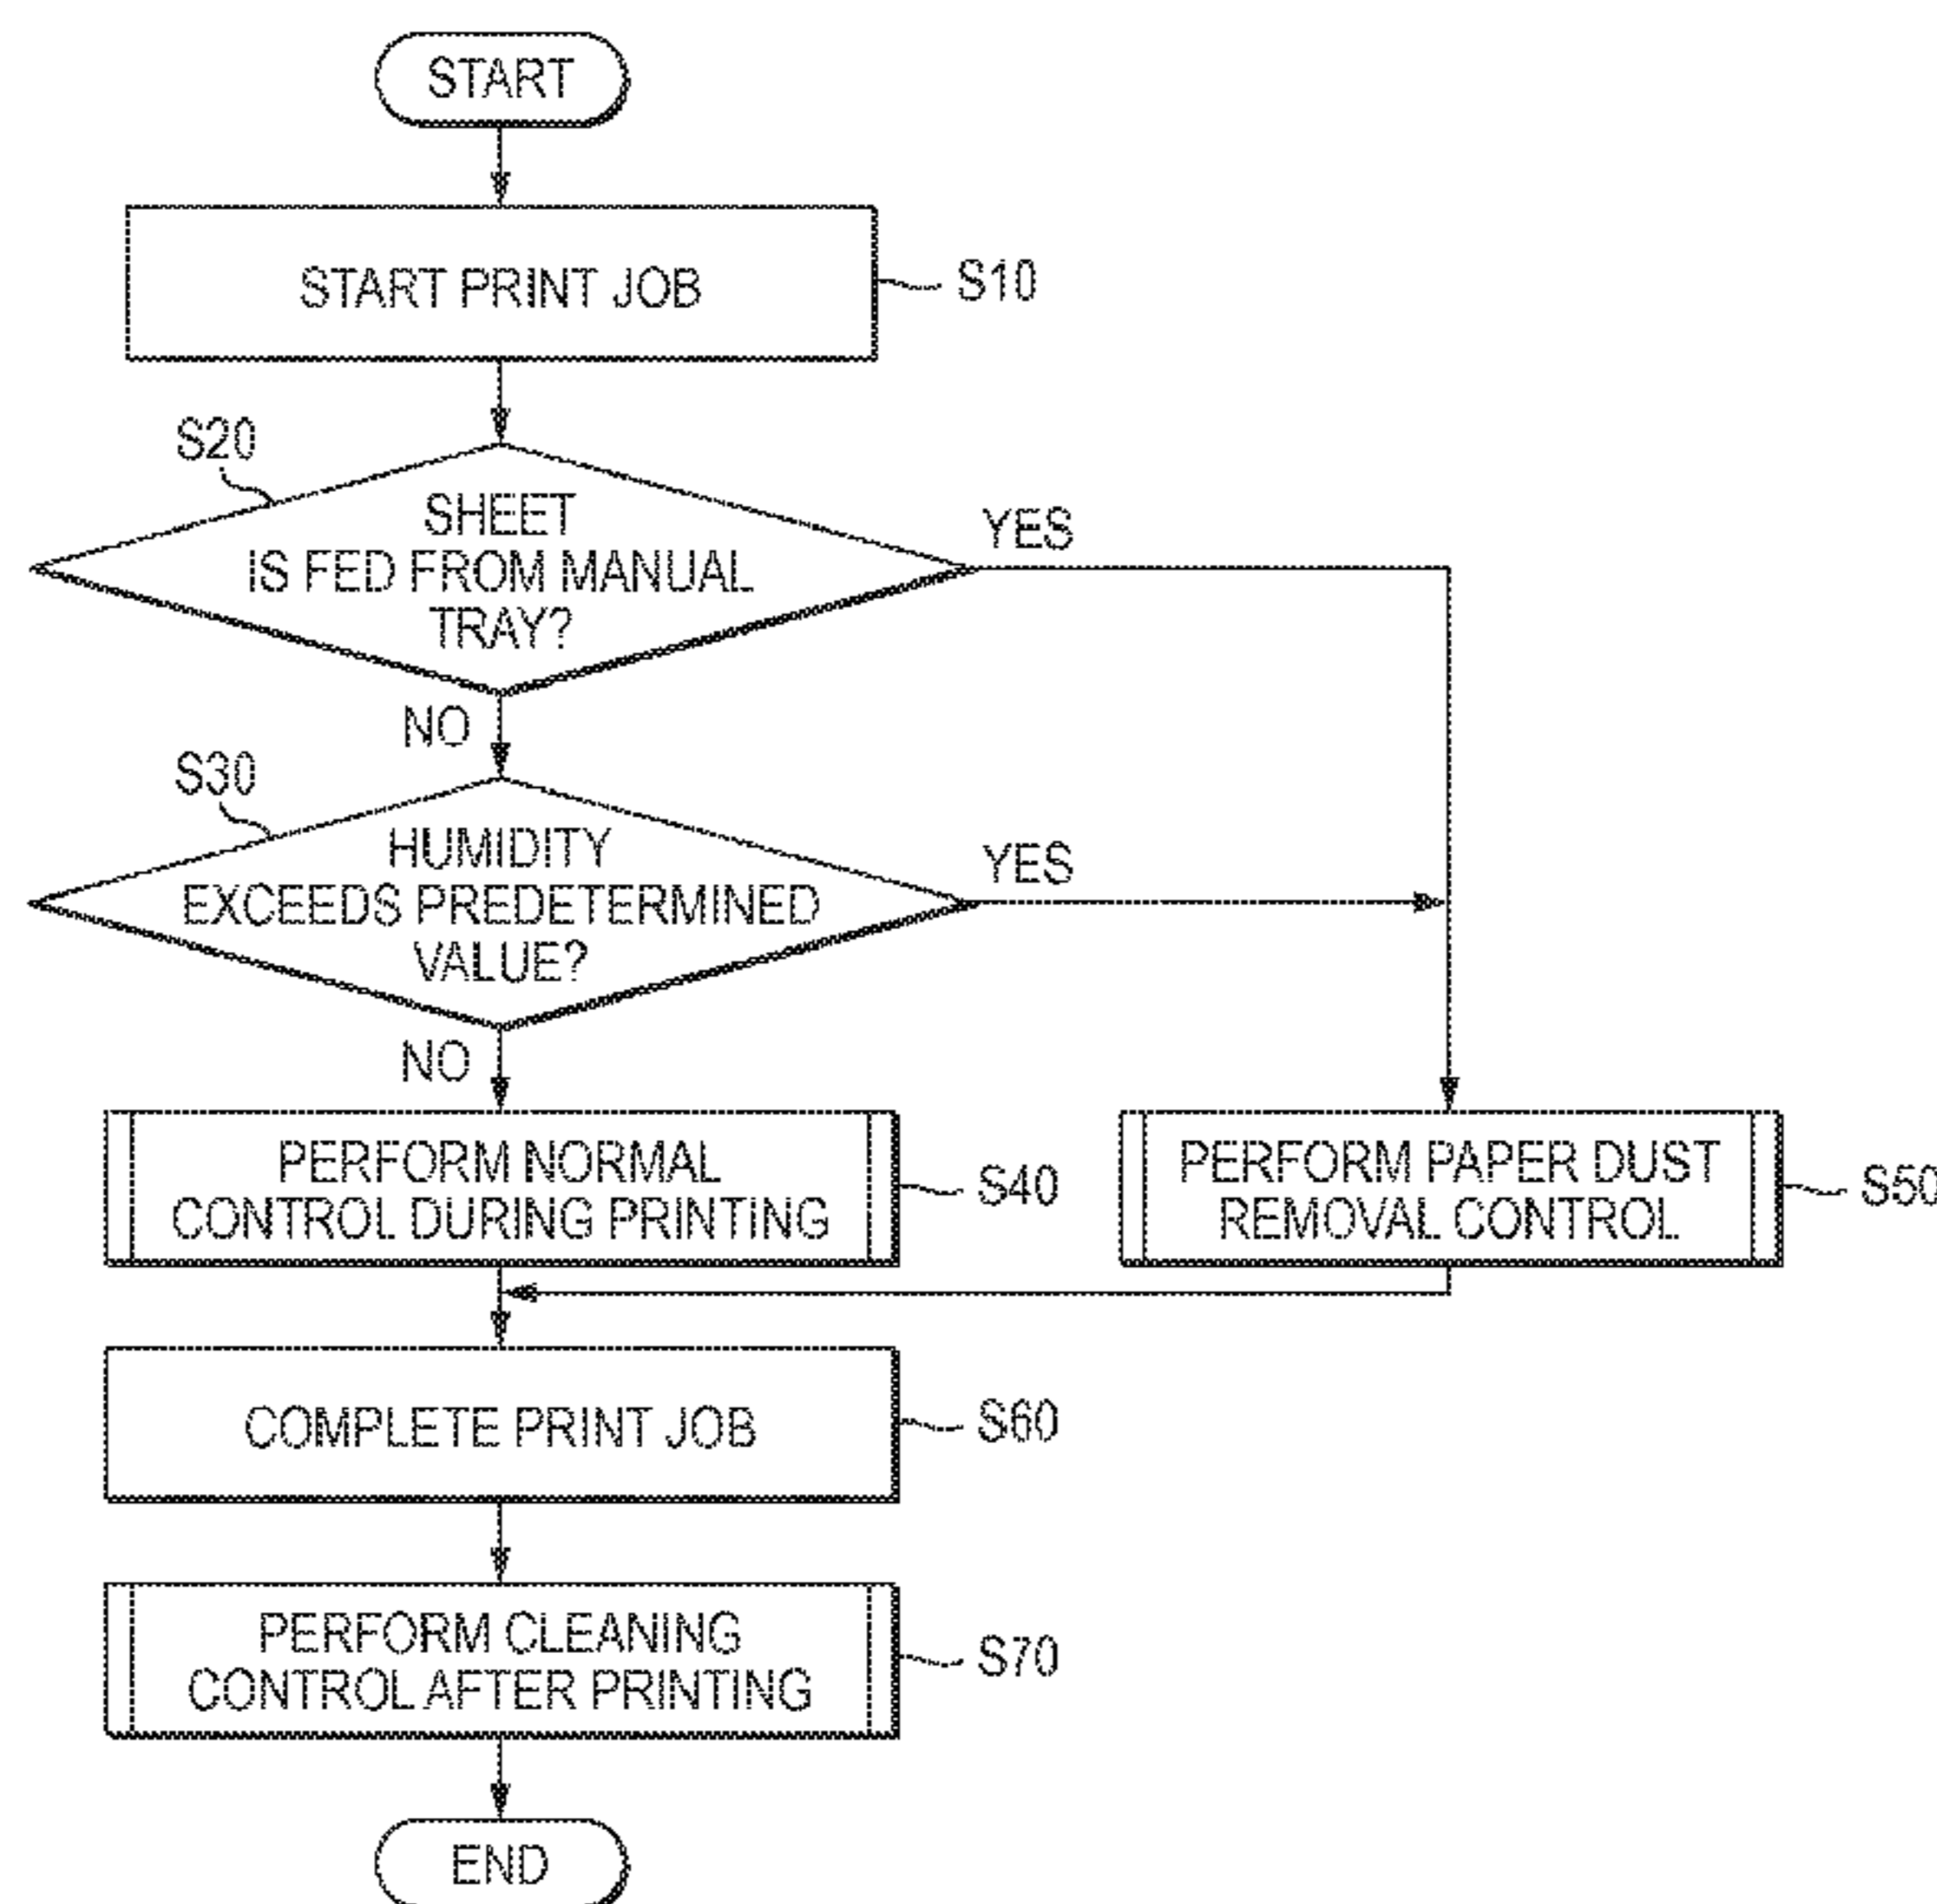 START
START PRINT JOB
S10
S20
SHEET
IS FED FROM MANUAL
TRAY?
YES
NO
S30
HUMIDITY
EXCEEDS PREDETERMINED
VALUE?
YES
NO
PERFORM NORMAL
CONTROL DURING PRINTING
S40
PERFORM PAPER DUST
REMOVAL CONTROL
S50
COMPLETE PRINT JOB
S60
PERFORM CLEANING
CONTROL AFTER PRINTING
S70
END